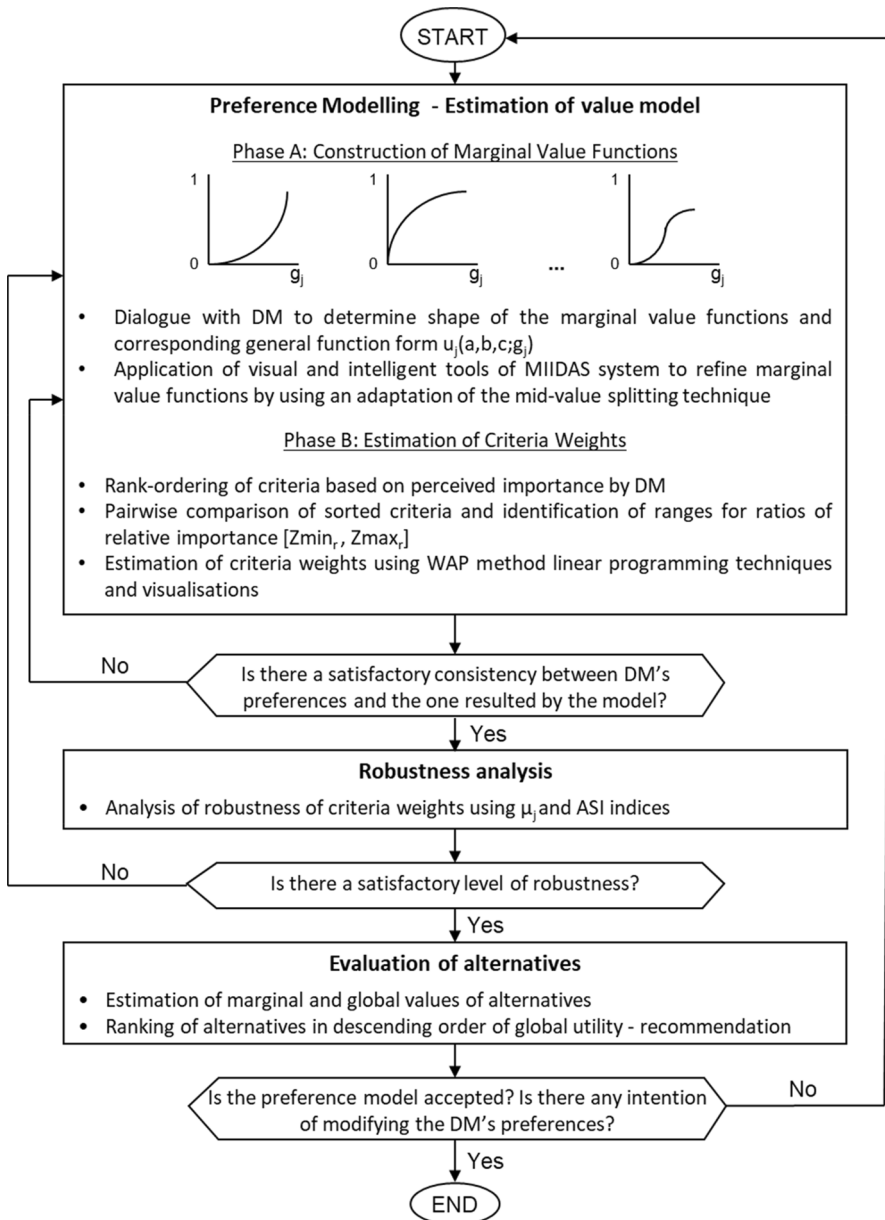 START
Preference Modelling - Estimation of value model
Phase A: Construction of Marginal Value Functions
1
1
1
0
0
0
gj
gj
...
gj
• Dialogue with DM to determine shape of the marginal value functions and
corresponding general function form uj(a,b,c;gj)
• Application of visual and intelligent tools of MIIDAS system to refine marginal
value functions by using an adaptation of the mid-value splitting technique
Phase B: Estimation of Criteria Weights
• Rank-ordering of criteria based on perceived importance by DM
• Pairwise comparison of sorted criteria and identification of ranges for ratios of
relative importance [Zminr , Zmaxr]
• Estimation of criteria weights using WAP method linear programming techniques
and visualisations
No
Is there a satisfactory consistency between DM's
preferences and the one resulted by the model?
Yes
Robustness analysis
• Analysis of robustness of criteria weights using μj and ASI indices
No
Is there a satisfactory level of robustness?
Yes
Evaluation of alternatives
• Estimation of marginal and global values of alternatives
• Ranking of alternatives in descending order of global utility - recommendation
Is the preference model accepted? Is there any intention
of modifying the DM's preferences?
No
Yes
END